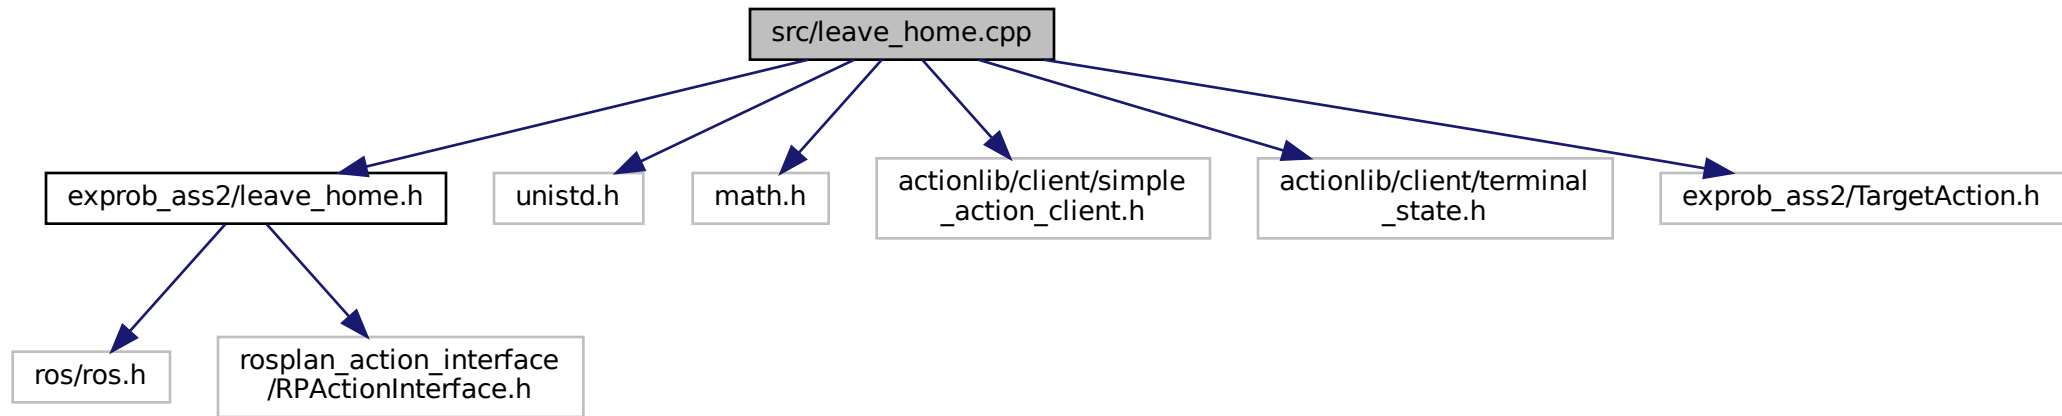 src/leave_home.cpp
exprob_ass2/leave_home.h
unistd.h
math.h
actionlib/client/simple
_action_client.h
actionlib/client/terminal
_state.h
exprob_ass2/TargetAction.h
ros/ros.h
rosplan_action_interface
/RPActionInterface.h